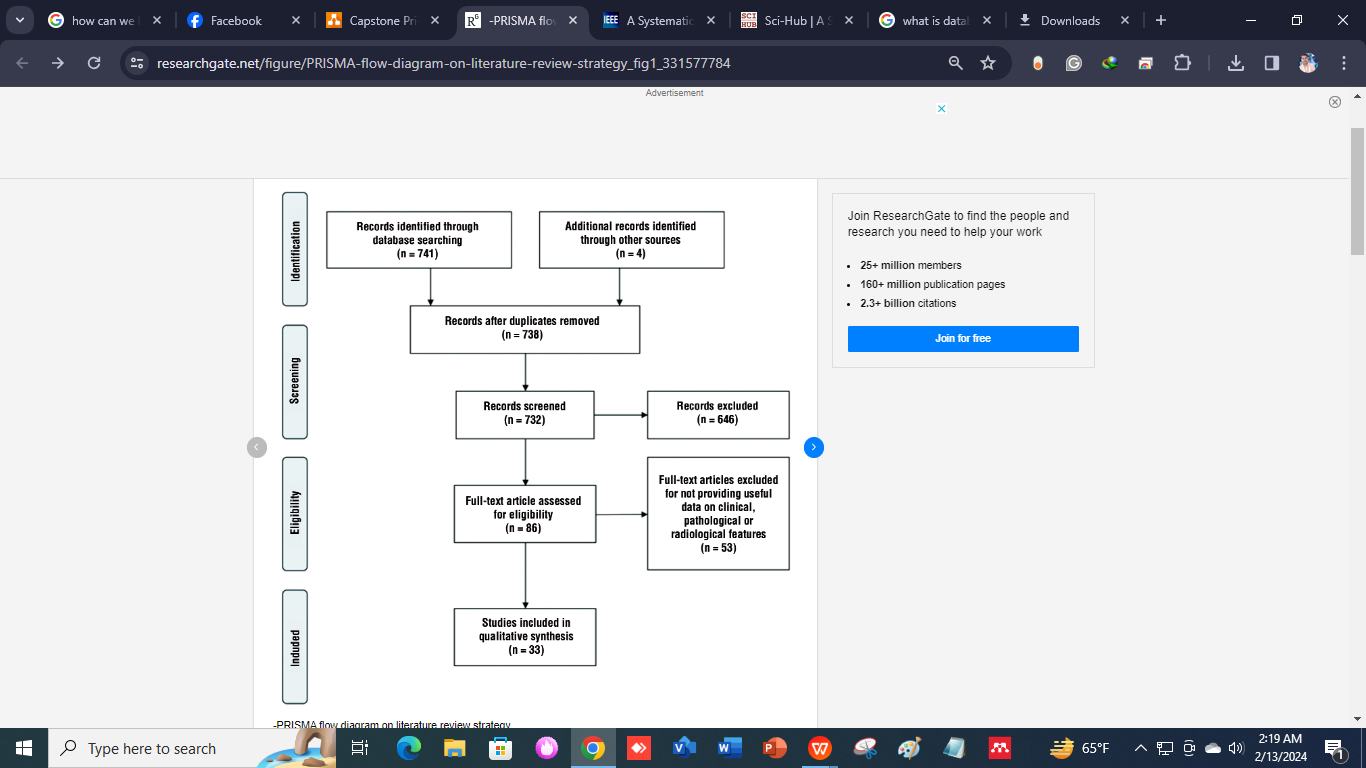 how can we
Facebook
Capstone Pri
-PRISMA flow
A Systematic
Sci-Hub | A S
what is datab
Downloads
researchgate.net/figure/PRISMA-flow-diagram-on-literature-review-strategy_fig1_331577784
Advertisement
Identification
Records identified through
database searching
(n = 741)
Additional records identified
through other sources
(n = 4)
Records after duplicates removed
(n = 738)
Screening
Records screened
(n = 732)
Records excluded
(n = 646)
Eligibility
Full-text article assessed
for eligibility
(n = 86)
Full-text articles excluded
for not providing useful
data on clinical,
pathological or
radiological features
(n = 53)
Induded
Studies included in
qualitative synthesis
(n = 33)
-PRISMA flow diagram on literature review strategy
Join ResearchGate to find the people and
research you need to help your work
25+ million members
160+ million publication pages
2.3+ billion citations
Join for free
Type here to search
65°F
2:19 AM
2/13/2024
1